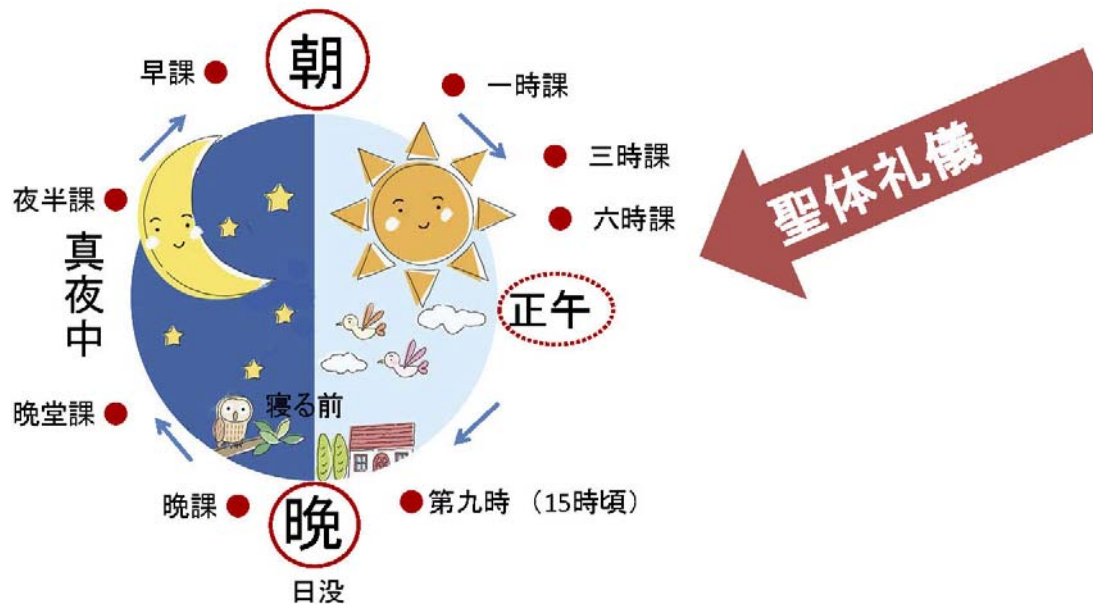 朝
早課
一時課
三時課
聖体礼儀
夜半課
六時課
真夜中
正午
寝る前
晩堂課
晩課
晩
第九時 （15時頃）
日没